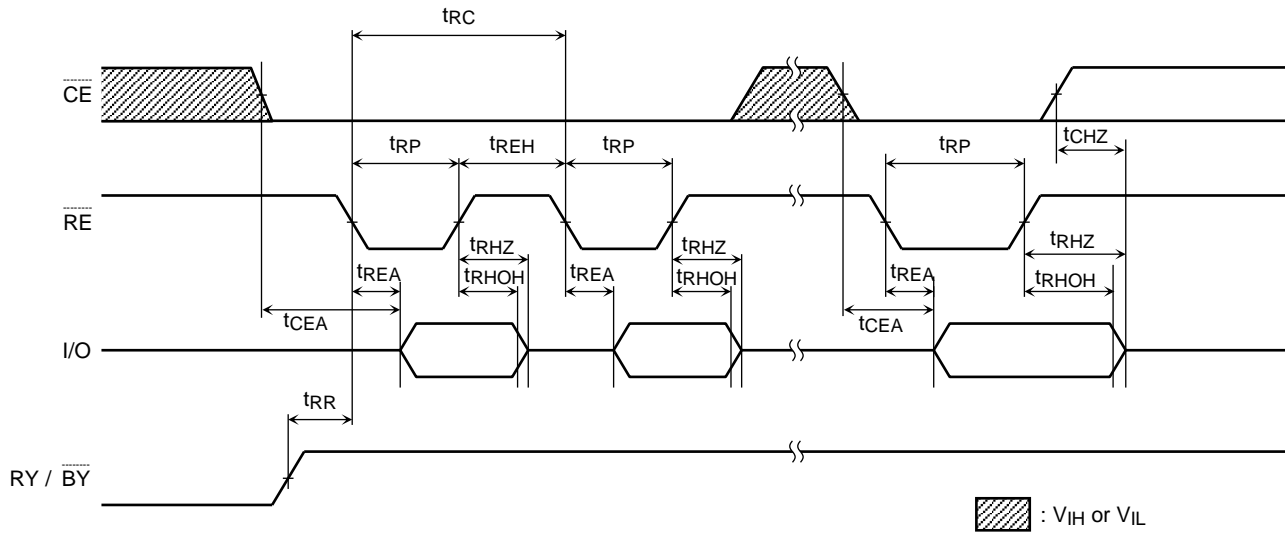 tRC
CE
tCHZ
tRP tREH tRP tRP
RE
tRHZ tRHZ tRHZ
tREA tRHOH tREA tRHOH tREA tRHOH
tCEA tCEA
I/O
tRR
RY / BY
: VIH or VIL